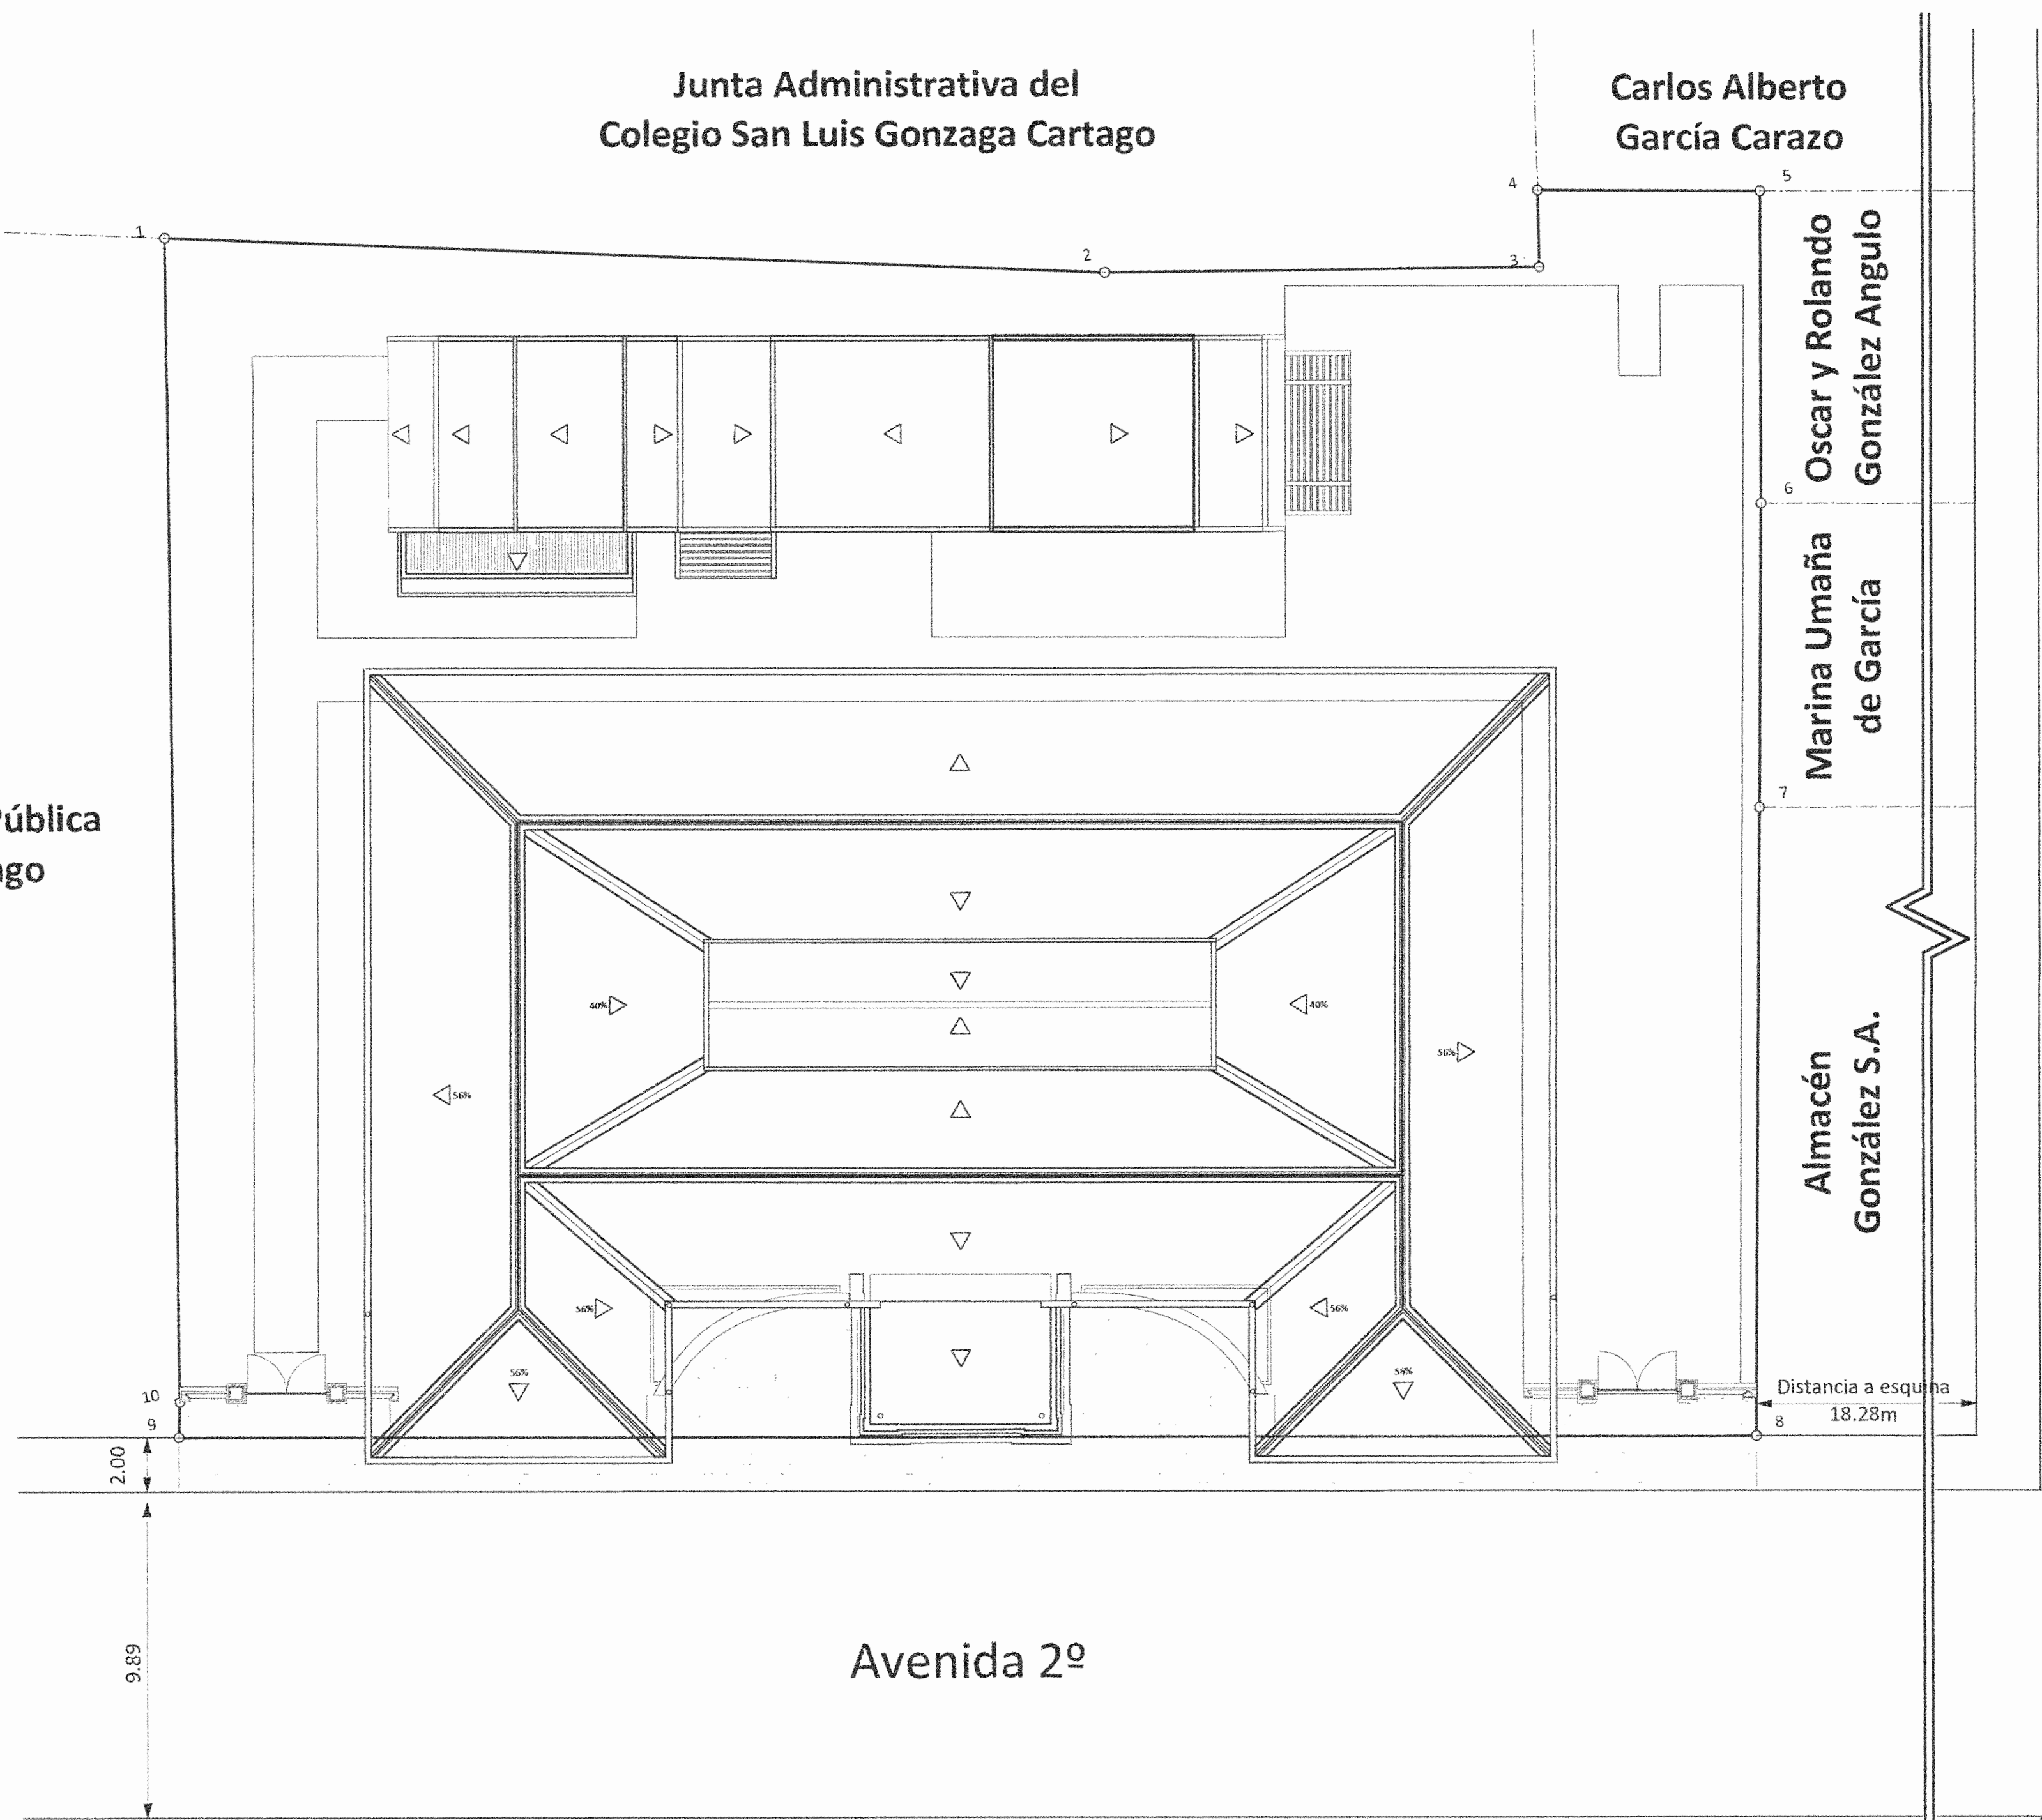 Junta Administrativa del
Colegio San Luis Gonzaga Cartago
Carlos Alberto
García Carazo
4
5
1
2
3
Oscar y Rolando
González Angulo
6
Marina Umaña
de García
7
ública
ago
40%
40%
56%
56%
Almacén
González S.A.
56%
56%
56%
56%
10
9
Distancia a esquina
18.28m
8
2.00
9.89
Avenida 2º